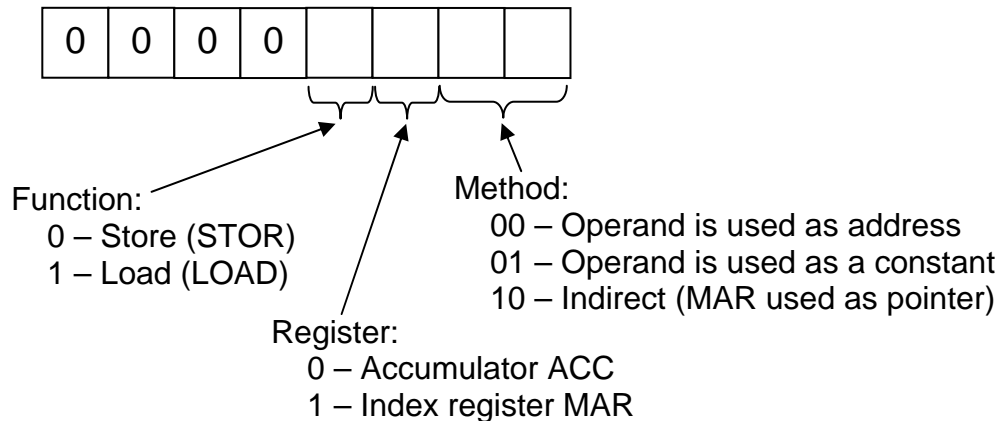 0 0 0 0
Function:
0 – Store (STOR)
1 – Load (LOAD)
Method:
00 – Operand is used as address
01 – Operand is used as a constant
10 – Indirect (MAR used as pointer)
Register:
0 – Accumulator ACC
1 – Index register MAR